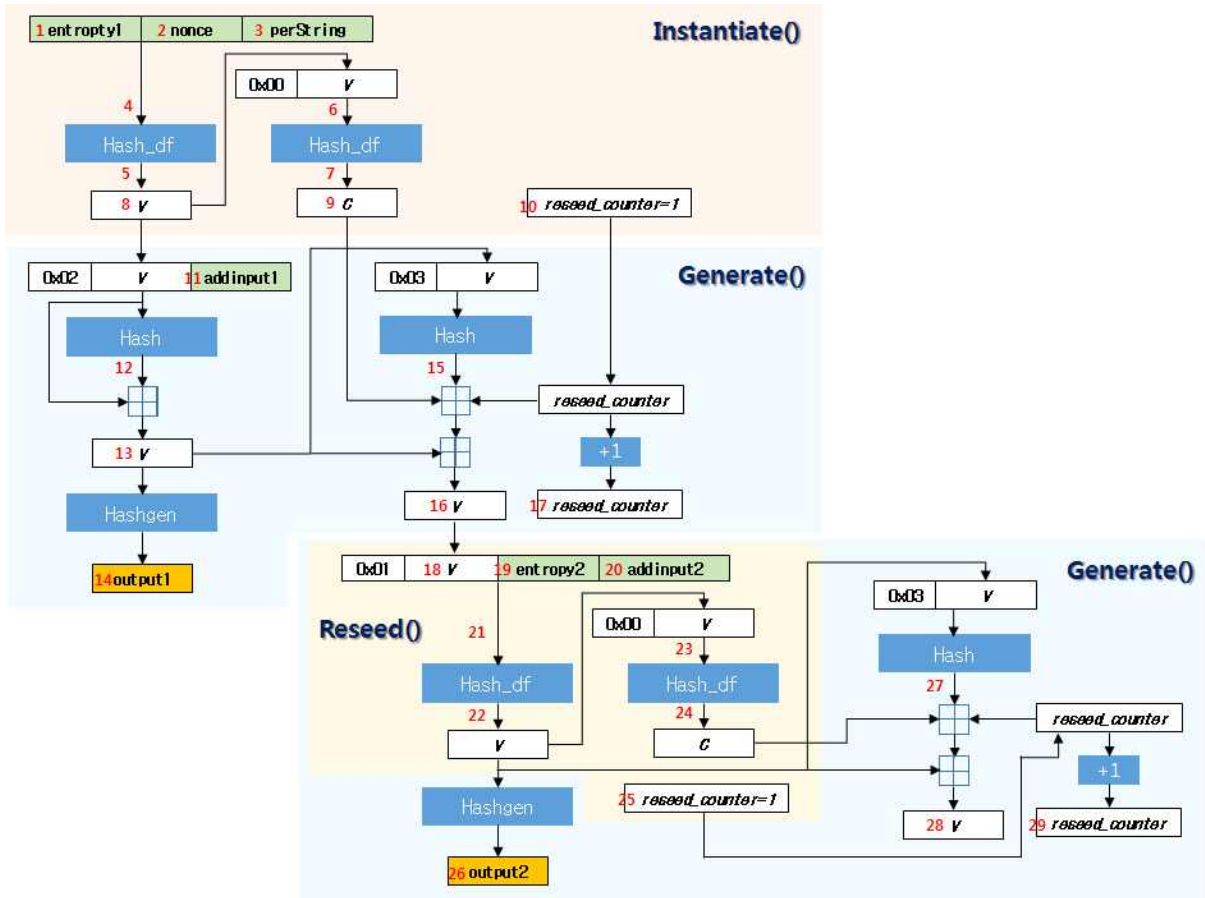 1 entropty1 2 nonce 3 perString
Instantiate()
0x00 V
4
6
Hash_df
Hash_df
5
7
8 V
9 C
10 reseed_counter=1
0x02 V 11 addinput1
0x03 V
Generate()
Hash
Hash
12
15
reseed_counter
13 V
+1
Hashgen
16 V
17 reseed_counter
14 output1
0x01 18 V 19 entropy2 20 addinput2
Generate()
0x03 V
0x00 V
Reseed()
21
23
Hash
Hash_df
Hash_df
27
22
24
reseed_counter
V
C
+1
Hashgen
25 reseed_counter=1
28 V
29 reseed_counter
26 output2